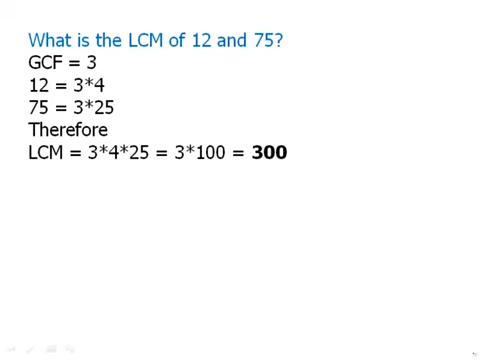 What is the LCM of 12 and 75?
GCF = 3
12 = 3*4
75 = 3*25
Therefore
LCM = 3*4*25 = 3*100 = 300